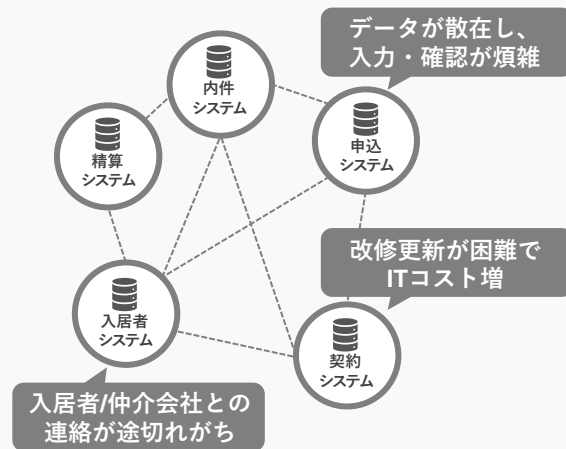 データが散在し、
入力・確認が煩雑
内件
システム
申込
システム
精算
システム
改修更新が困難で
ITコスト増
入居者
システム
契約
システム
入居者/仲介会社との
連絡が途切れがち